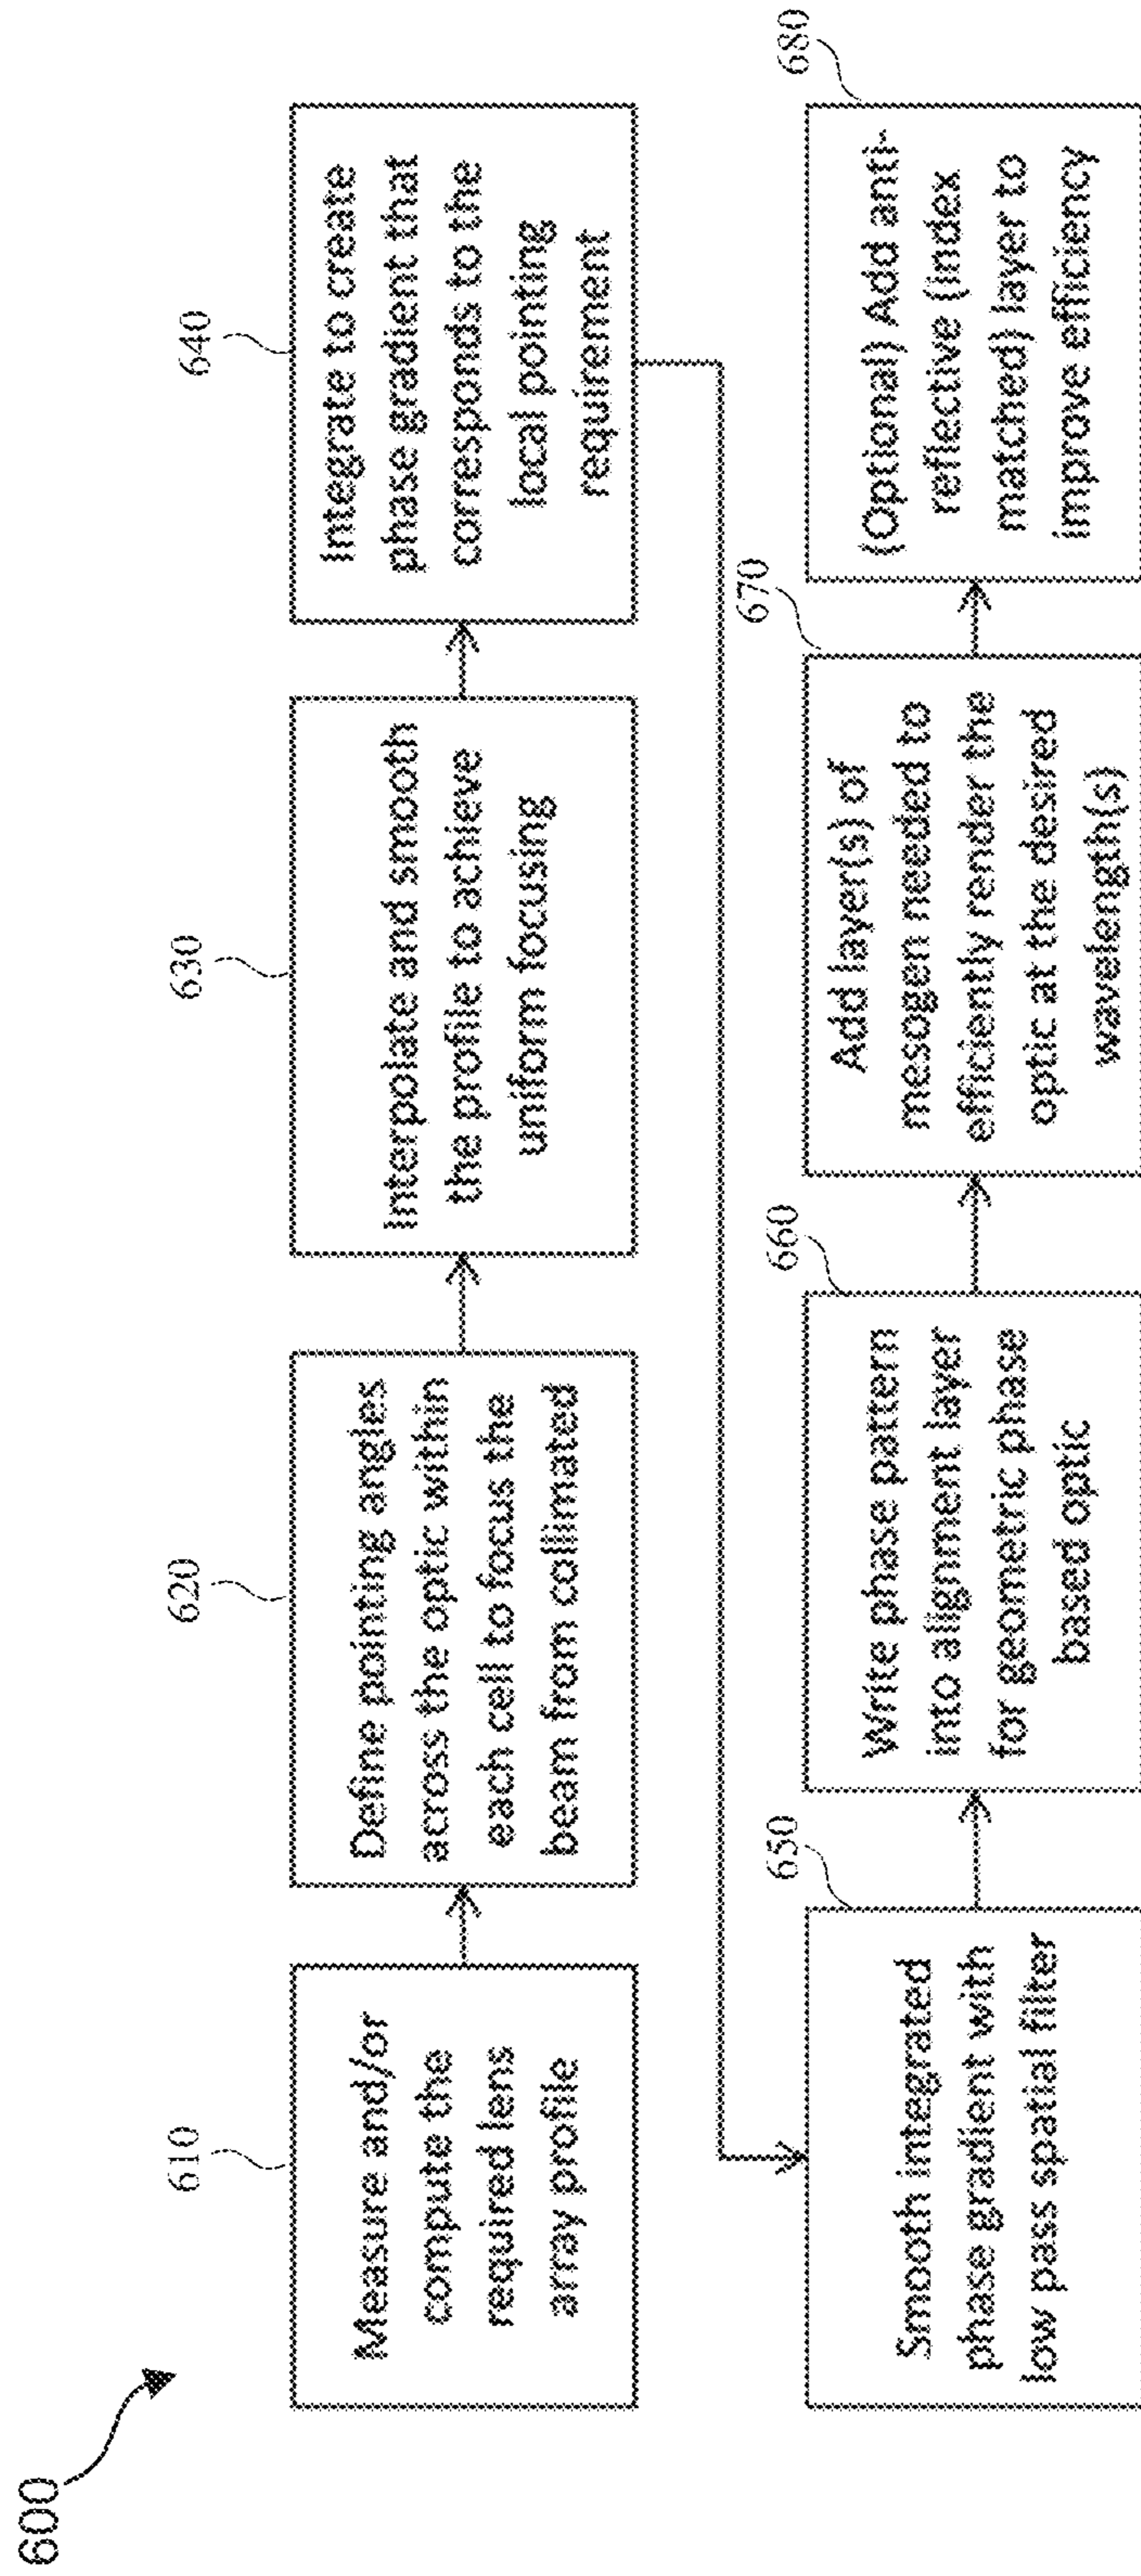 600
610
Measure and/or
compute the
required lens
array profile
620
Define pointing angles
across the optic within
each cell to focus the
beam from collimated
630
Interpolate and smooth
the profile to achieve
uniform focusing
640
Integrate to create
phase gradient that
corresponds to the
local pointing
requirement
650
Smooth integrated
phase gradient with
low pass spatial filter
660
Write phase pattern
into alignment layer
for geometric phase
based optic
670
Add layer(s) of
mesogen needed to
efficiently render the
optic at the desired
wavelength(s)
680
(Optional) Add anti-
reflective (index
matched) layer to
improve efficiency